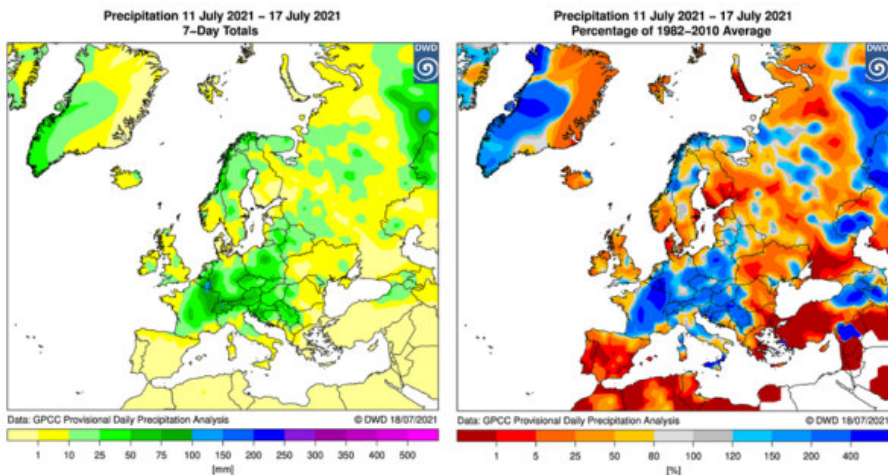 Precipitation 11 July 2021 – 17 July 2021
7–Day Totals
DWD
Data: GPCC Provisional Daily Precipitation Analysis © DWD 18/07/2021
1 10 25 50 75 100 150 200 250 300 350 400 500
[mm]
Precipitation 11 July 2021 – 17 July 2021
Percentage of 1982–2010 Average
DWD
Data: GPCC Provisional Daily Precipitation Analysis © DWD 18/07/2021
1 5 25 50 80 100 120 150 200 400
[%]